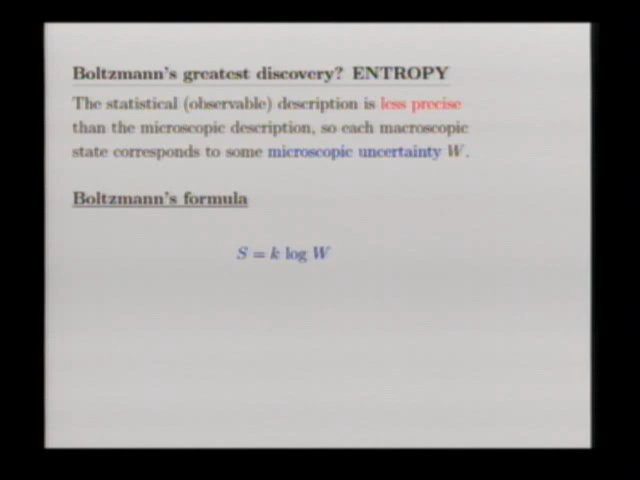 Boltzmann's greatest discovery? ENTROPY
The statistical (observable) description is less precise
than the microscopic description, so each macroscopic
state corresponds to some microscopic uncertainty W.
Boltzmann's formula
S = k log W